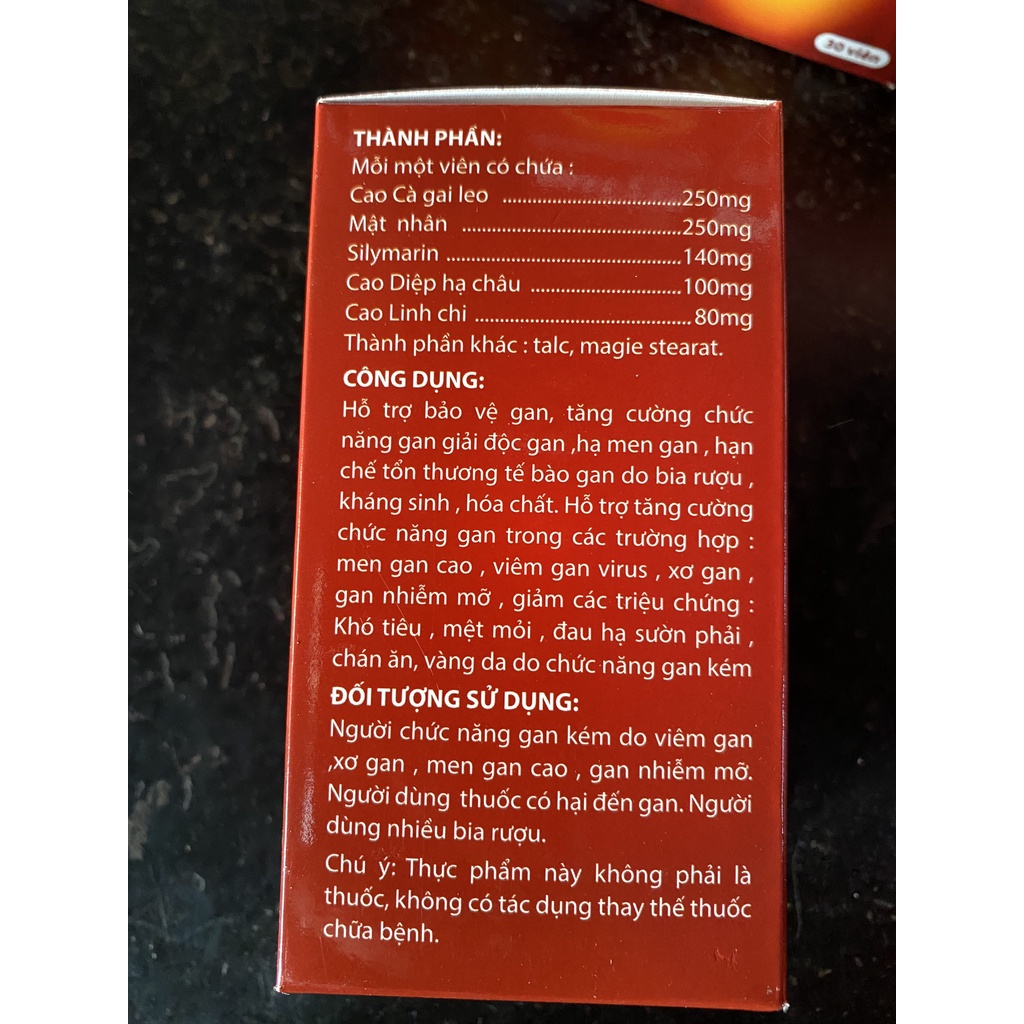 30 viên
THÀNH PHẦN:
Mỗi một viên có chứa :
Cao Cà gai leo ....................................250mg
Mật nhân .............................................250mg
Silymarin ................................................140mg
Cao Diệp hạ châu ...............................100mg
Cao Linh chi ............................................80mg
Thành phần khác : talc, magie stearat.
CÔNG DỤNG:
Hỗ trợ bảo vệ gan, tăng cường chức
năng gan giải độc gan ,hạ men gan , hạn
chế tổn thương tế bào gan do bia rượu ,
kháng sinh , hóa chất. Hỗ trợ tăng cường
chức năng gan trong các trường hợp :
men gan cao , viêm gan virus , xơ gan ,
gan nhiễm mỡ , giảm các triệu chứng :
Khó tiêu , mệt mỏi , đau hạ sườn phải ,
chán ăn, vàng da do chức năng gan kém
ĐỐI TƯỢNG SỬ DỤNG:
Người chức năng gan kém do viêm gan
,xơ gan , men gan cao , gan nhiễm mỡ.
Người dùng thuốc có hại đến gan. Người
dùng nhiều bia rượu.
Chú ý: Thực phẩm này không phải là
thuốc, không có tác dụng thay thế thuốc
chữa bệnh.